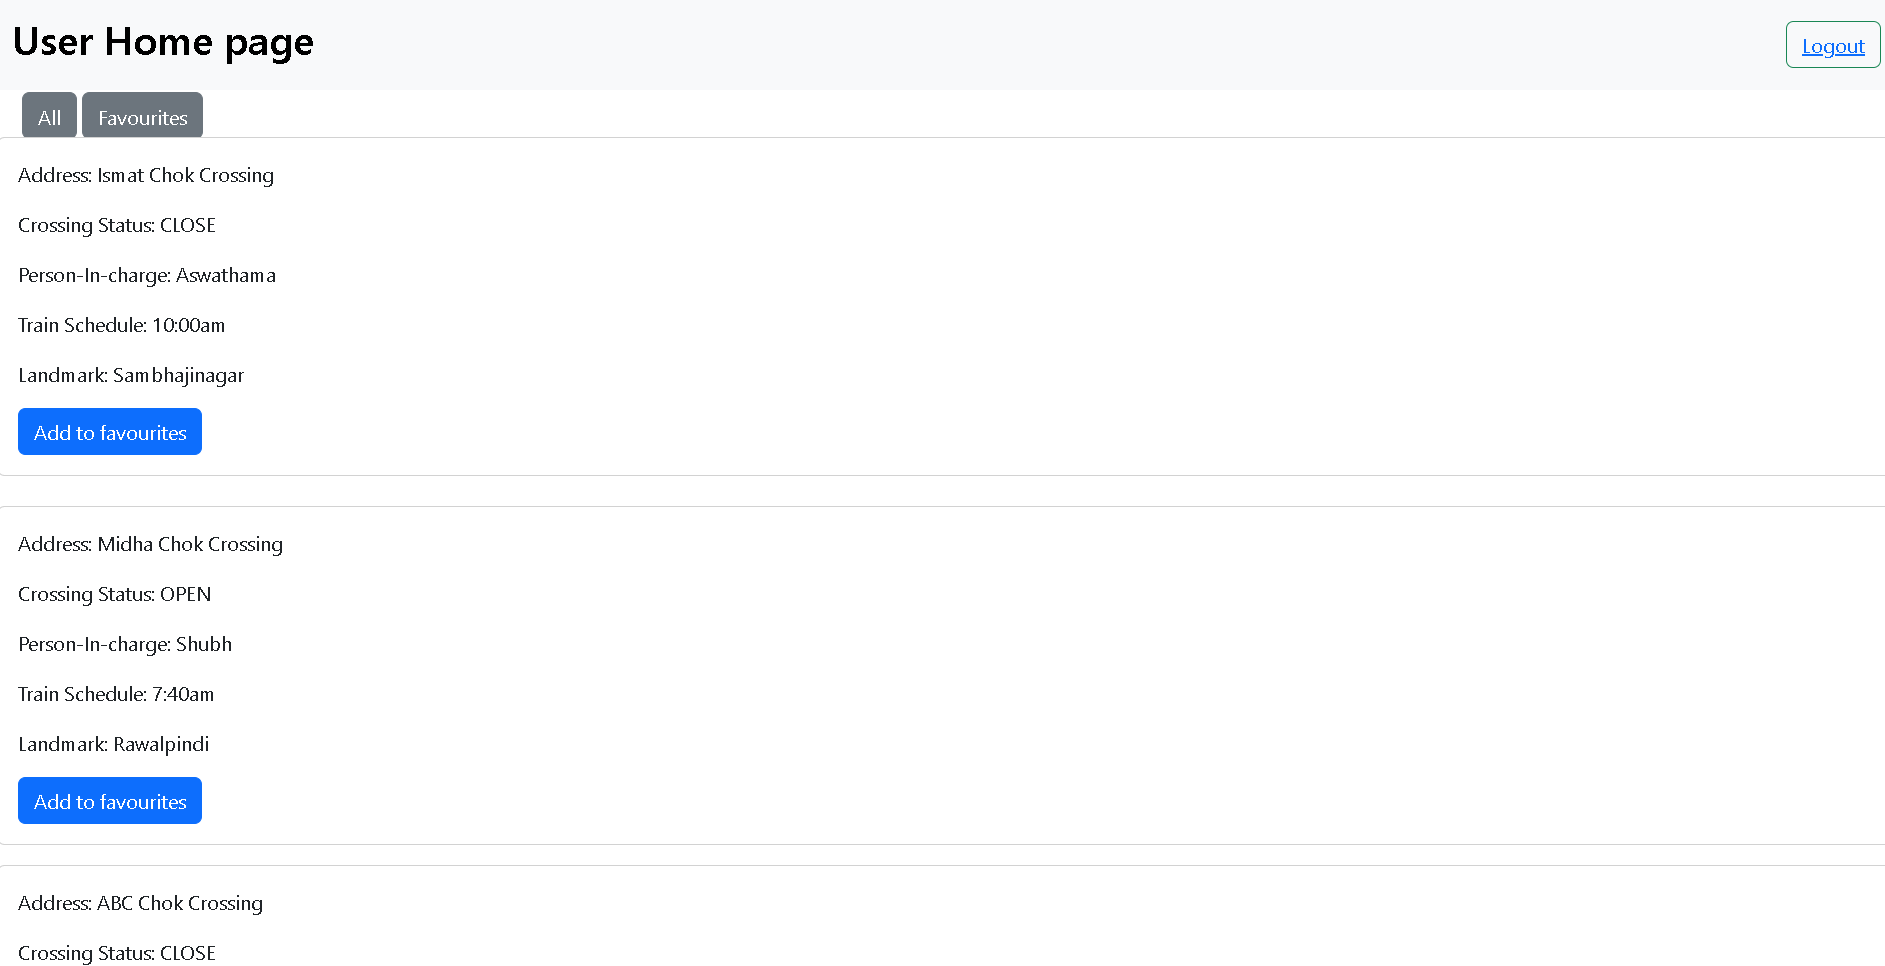 User Home page
Logout
All
Favourites
Address: Ismat Chok Crossing
Crossing Status: CLOSE
Person-In-charge: Aswathama
Train Schedule: 10:00am
Landmark: Sambhajinagar
Add to favourites
Address: Midha Chok Crossing
Crossing Status: OPEN
Person-In-charge: Shubh
Train Schedule: 7:40am
Landmark: Rawalpindi
Add to favourites
Address: ABC Chok Crossing
Crossing Status: CLOSE